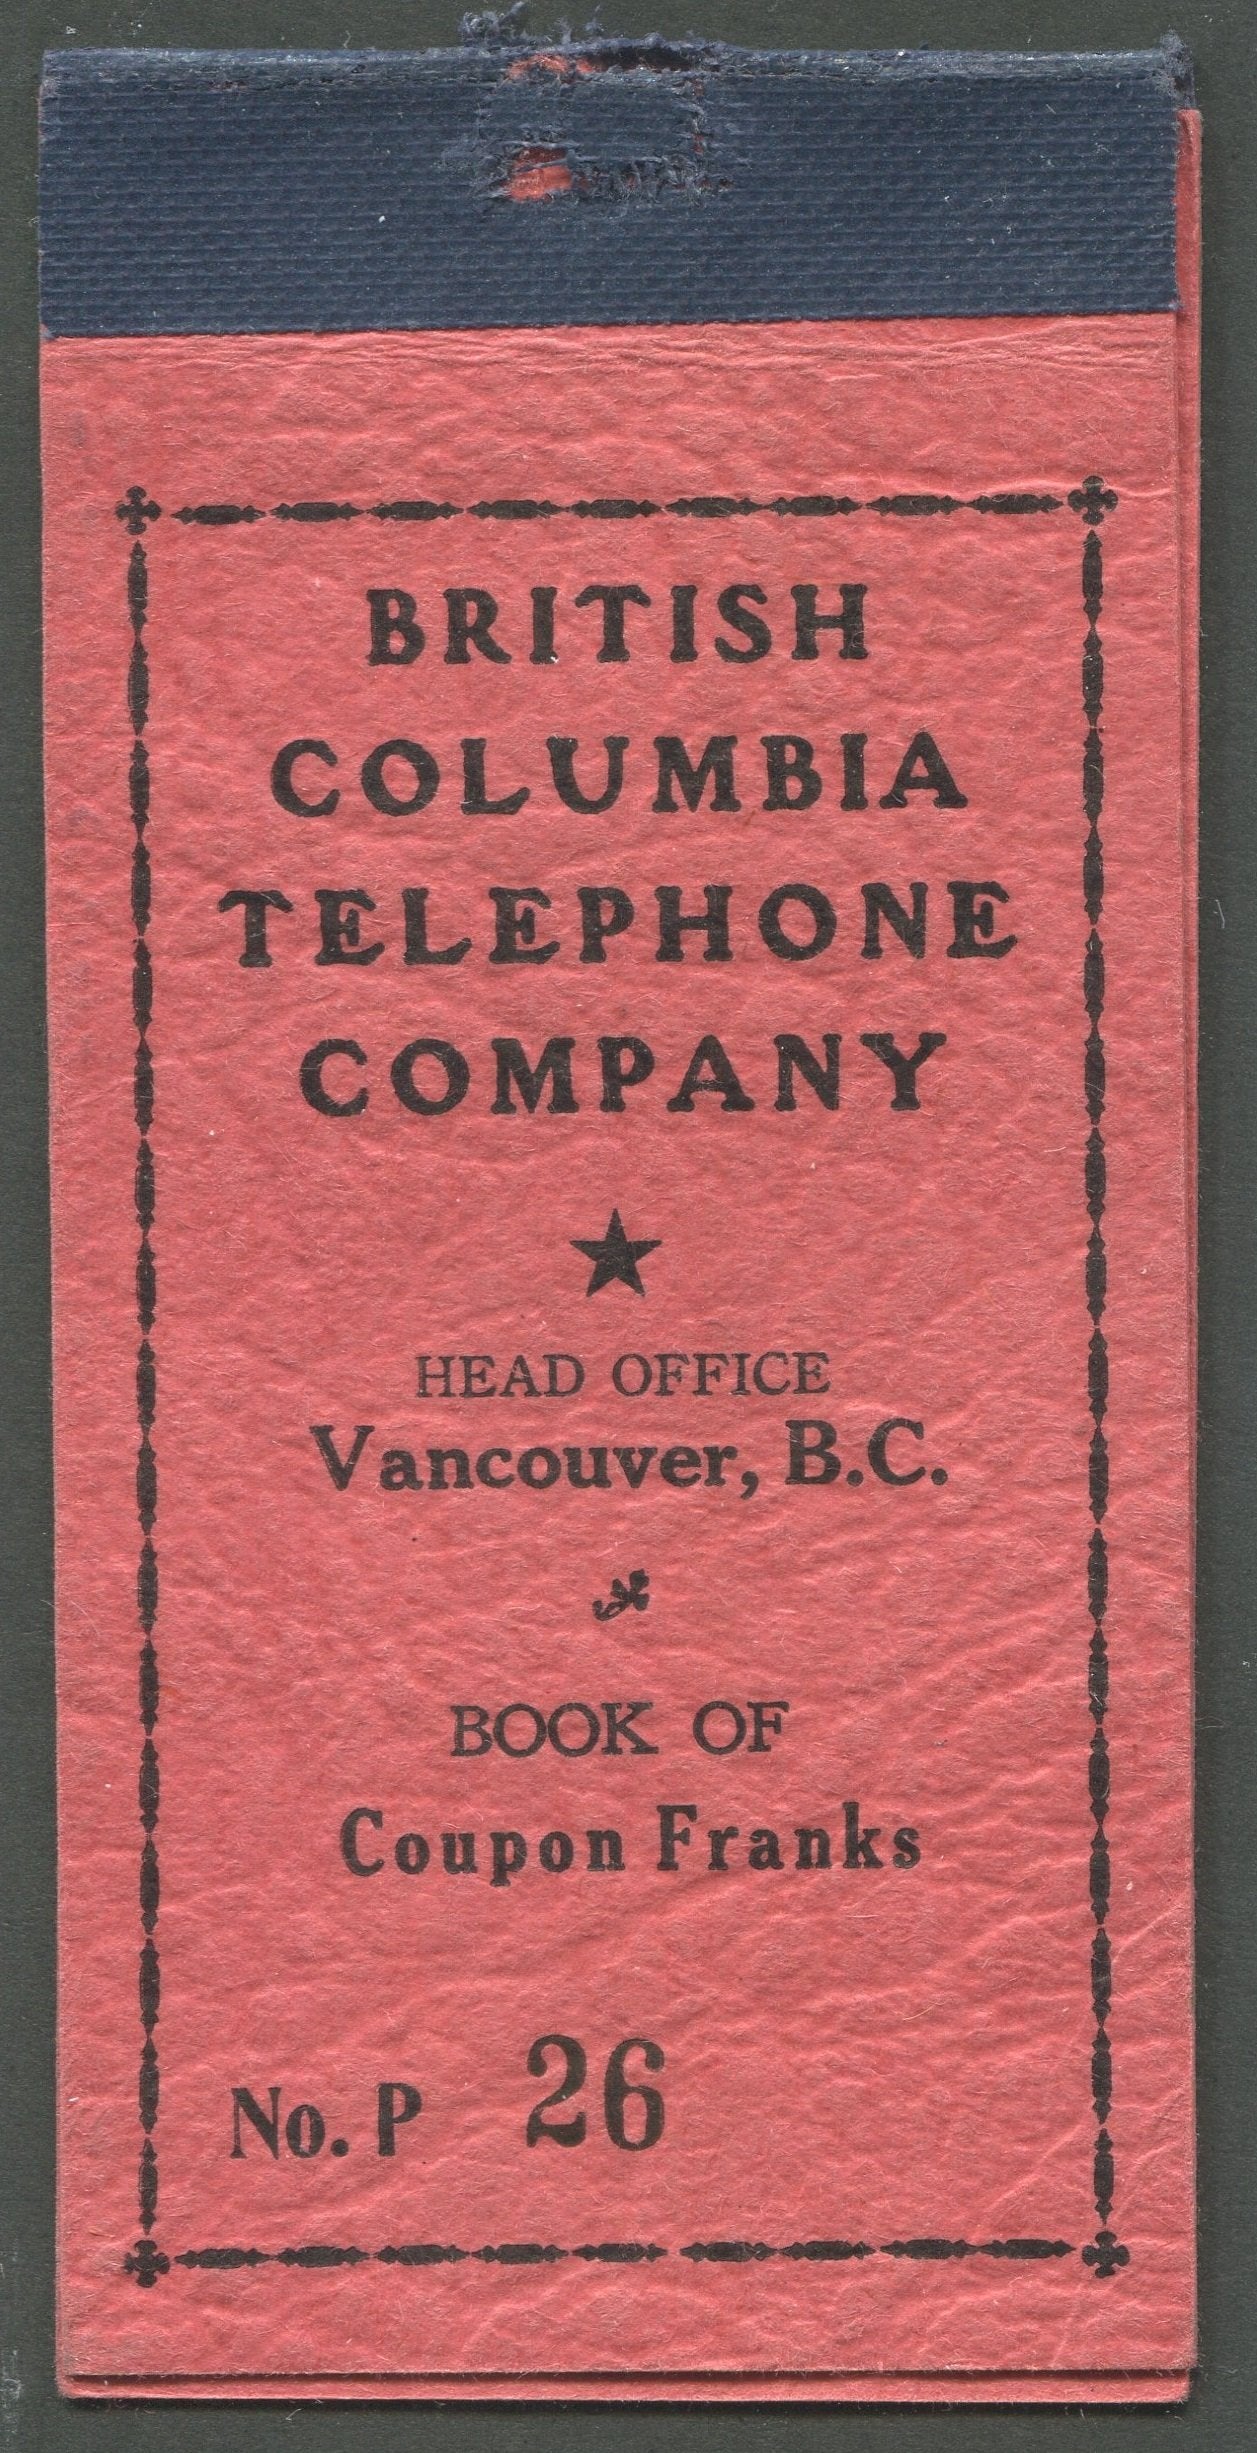 BRITISH
COLUMBIA
TELEPHONE
COMPANY
HEAD OFFICE
Vancouver, B.C.
BOOK OF
Coupon Franks
No. P 26